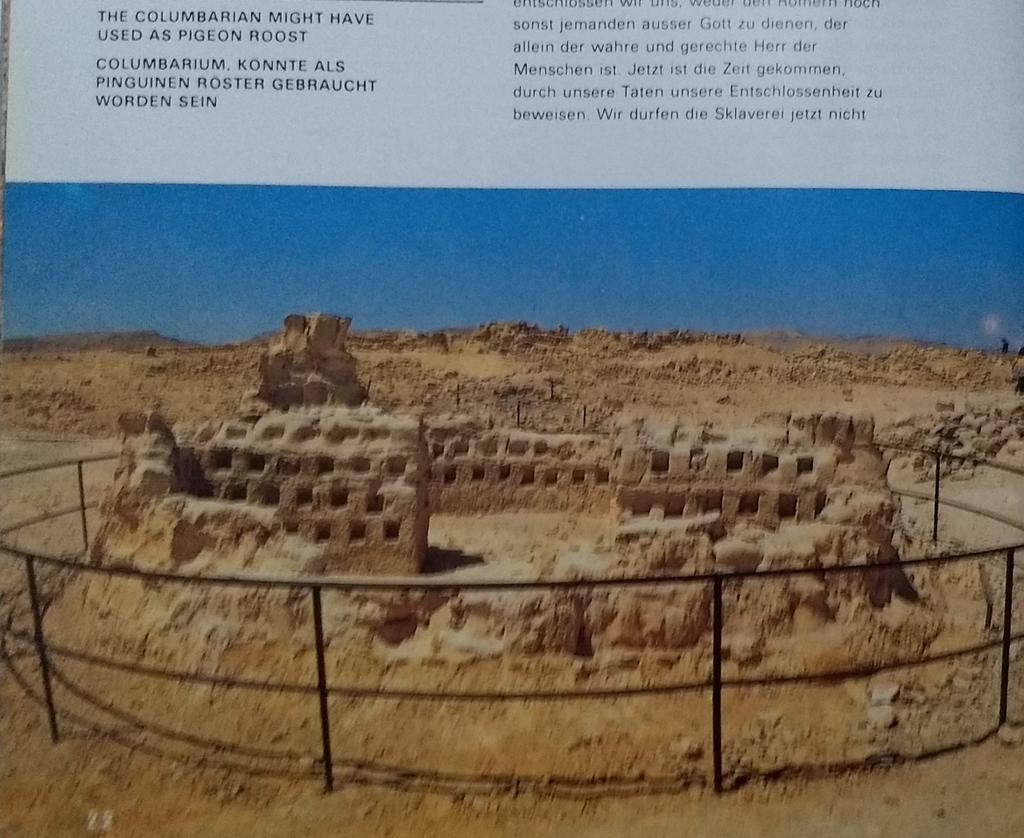 THE COLUMBARIAN MIGHT HAVE
USED AS PIGEON ROOST
COLUMBARIUM, KONNTE ALS
PINGUINEN RÖSTER GEBRAUCHT
WORDEN SEIN
entschlossen wir uns, weder den Römern noch
sonst jemanden ausser Gott zu dienen, der
allein der wahre und gerechte Herr der
Menschen ist. Jetzt ist die Zeit gekommen,
durch unsere Taten unsere Entschlossenheit zu
beweisen. Wir durfen die Sklaverei jetzt nicht